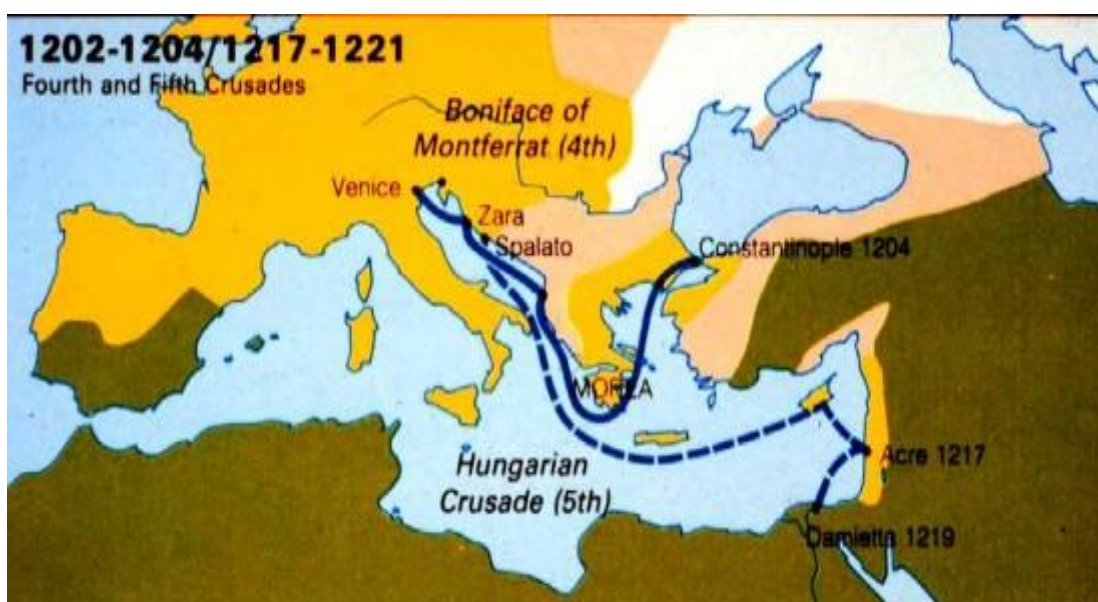 1202-1204/1217-1221
Fourth and Fifth Crusades
Boniface of
Montferrat (4th)
Venice
Zara
Spalato
Constantinople 1204
MOREA
Hungarian
Crusade (5th)
Acre 1217
Damietta 1219